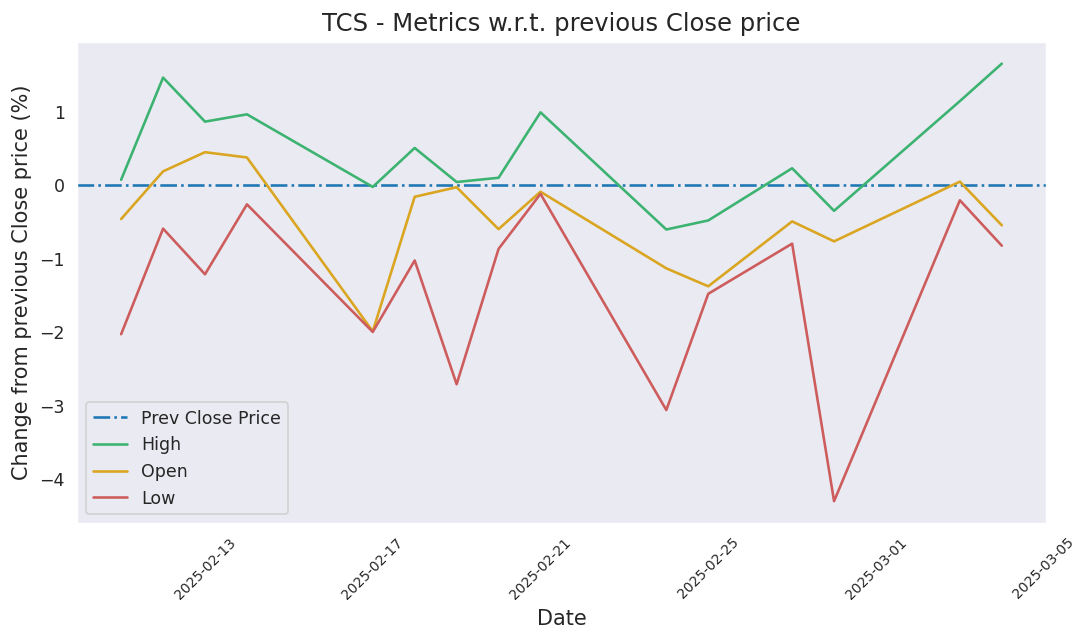 TCS - Metrics w.r.t. previous Close price
Change from previous Close price (%)
1
0
−1
−2
−3
−4
Prev Close Price
High
Open
Low
2025-02-13
2025-02-17
2025-02-21
2025-02-25
2025-03-01
2025-03-05
Date